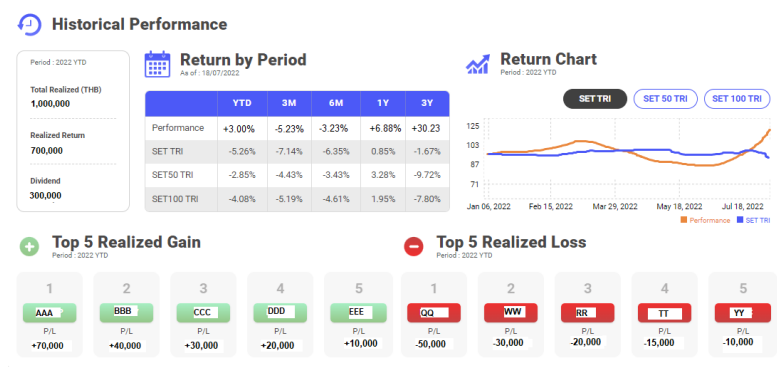 Historical Performance
Period : 2022 YTD
Total Realized (THB)
1,000,000
Realized Return
700,000
Dividend
300,000
Return by Period
As of : 18/07/2022
YTD 3M 6M 1Y 3Y
Performance +3.00% -5.23% -3.23% +6.88% +30.23
SET TRI -5.26% -7.14% -6.35% 0.85% -1.67%
SET50 TRI -2.85% -4.43% -3.43% 3.28% -9.72%
SET100 TRI -4.08% -5.19% -4.61% 1.95% -7.80%
Return Chart
Period : 2022 YTD
SET TRI SET 50 TRI SET 100 TRI
125
103
87
71
Jan 06, 2022 Feb 15, 2022 Mar 29, 2022 May 18, 2022 Jul 18, 2022
Performance SET TRI
Top 5 Realized Gain
Period : 2022 YTD
1 2 3 4 5
AAA BBB CCC DDD EEE
P/L P/L P/L P/L P/L
+70,000 +40,000 +30,000 +20,000 +10,000
Top 5 Realized Loss
Period : 2022 YTD
1 2 3 4 5
QQ WW RR TT YY
P/L P/L P/L P/L P/L
-50,000 -30,000 -20,000 -15,000 -10,000